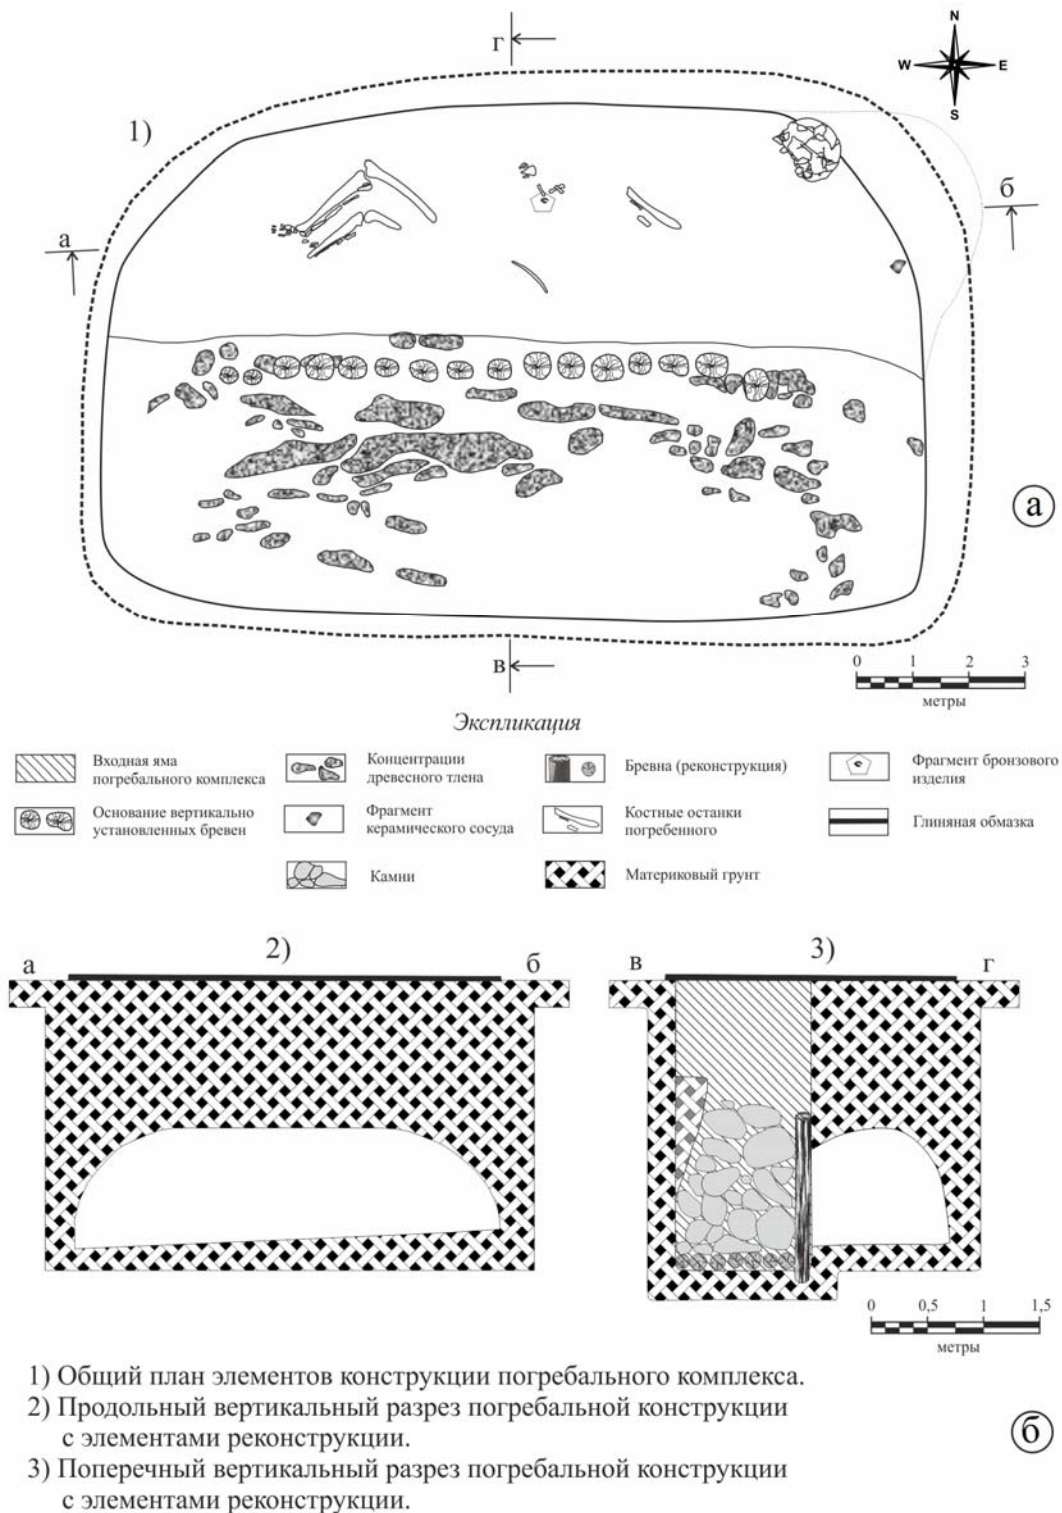 г
N
W
E
S
1)
б
а
а
в
0 1 2 3
метры
Экспликация
Входная яма
погребального комплекса
Концентрации
древесного тлена
Бревна (реконструкция)
Фрагмент бронзового
изделия
Основание вертикально
установленных бревен
Фрагмент
керамического сосуда
Костные останки
погребенного
Глиняная обмазка
Камни
Материковый грунт
а
2)
б
в
3)
г
0 0,5 1 1,5
метры
1) Общий план элементов конструкции погребального комплекса.
2) Продольный вертикальный разрез погребальной конструкции
с элементами реконструкции.
3) Поперечный вертикальный разрез погребальной конструкции
с элементами реконструкции.
б